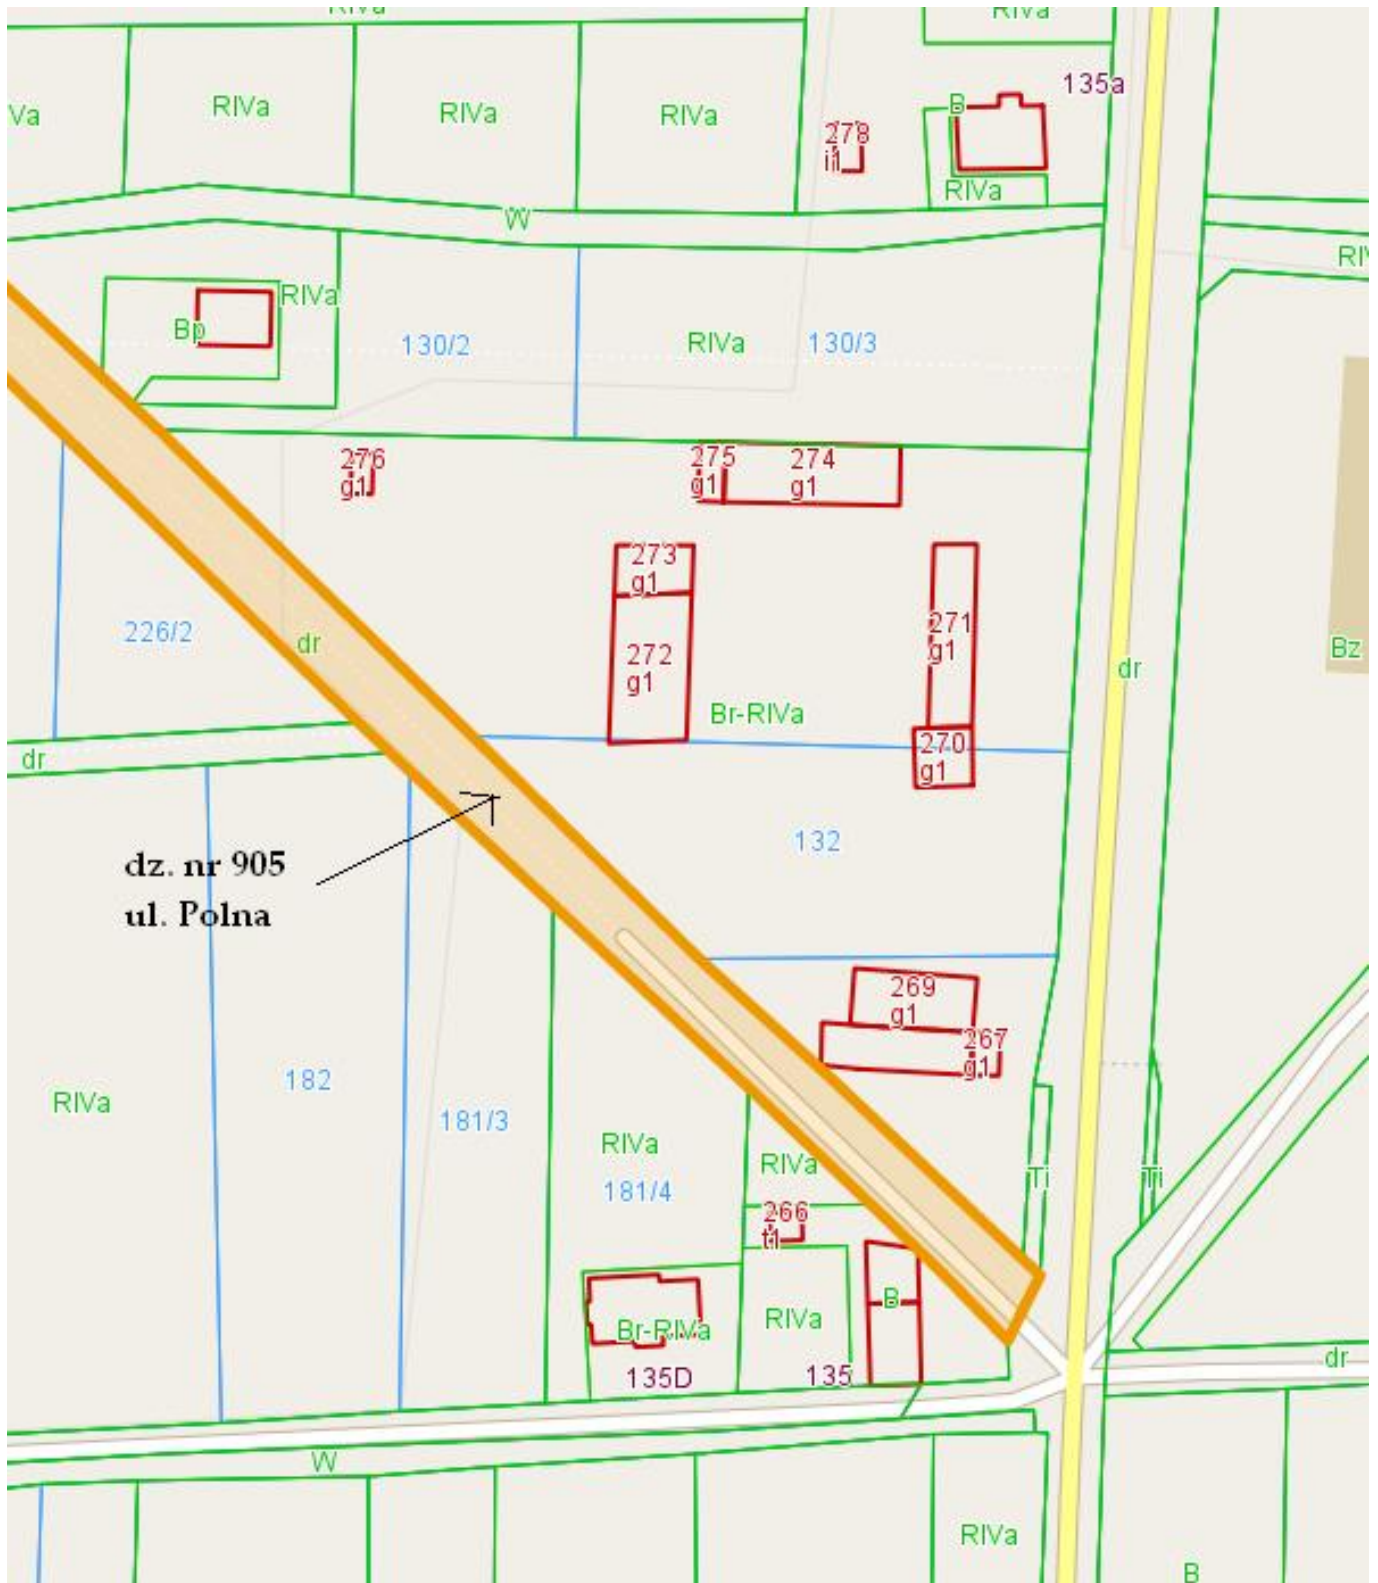 RIVa
RIVa
135a
Va
RIVa
RIVa
RIVa
278
i1
B
RIVa
W
RIVa
Bp
130/2
RIVa
130/3
276
g1
275
g1
274
g1
273
g1
272
g1
271
g1
226/2
dr
dr
Bz
Br-RIVa
dr
270
g1
132
dz. nr 905
ul. Polna
269
g1
267
g1
182
RIVa
181/3
RIVa
181/4
RIVa
Ti
Ti
266
t1
B
RIVa
Br-RIVa
135D
135
dr
W
RIVa
B